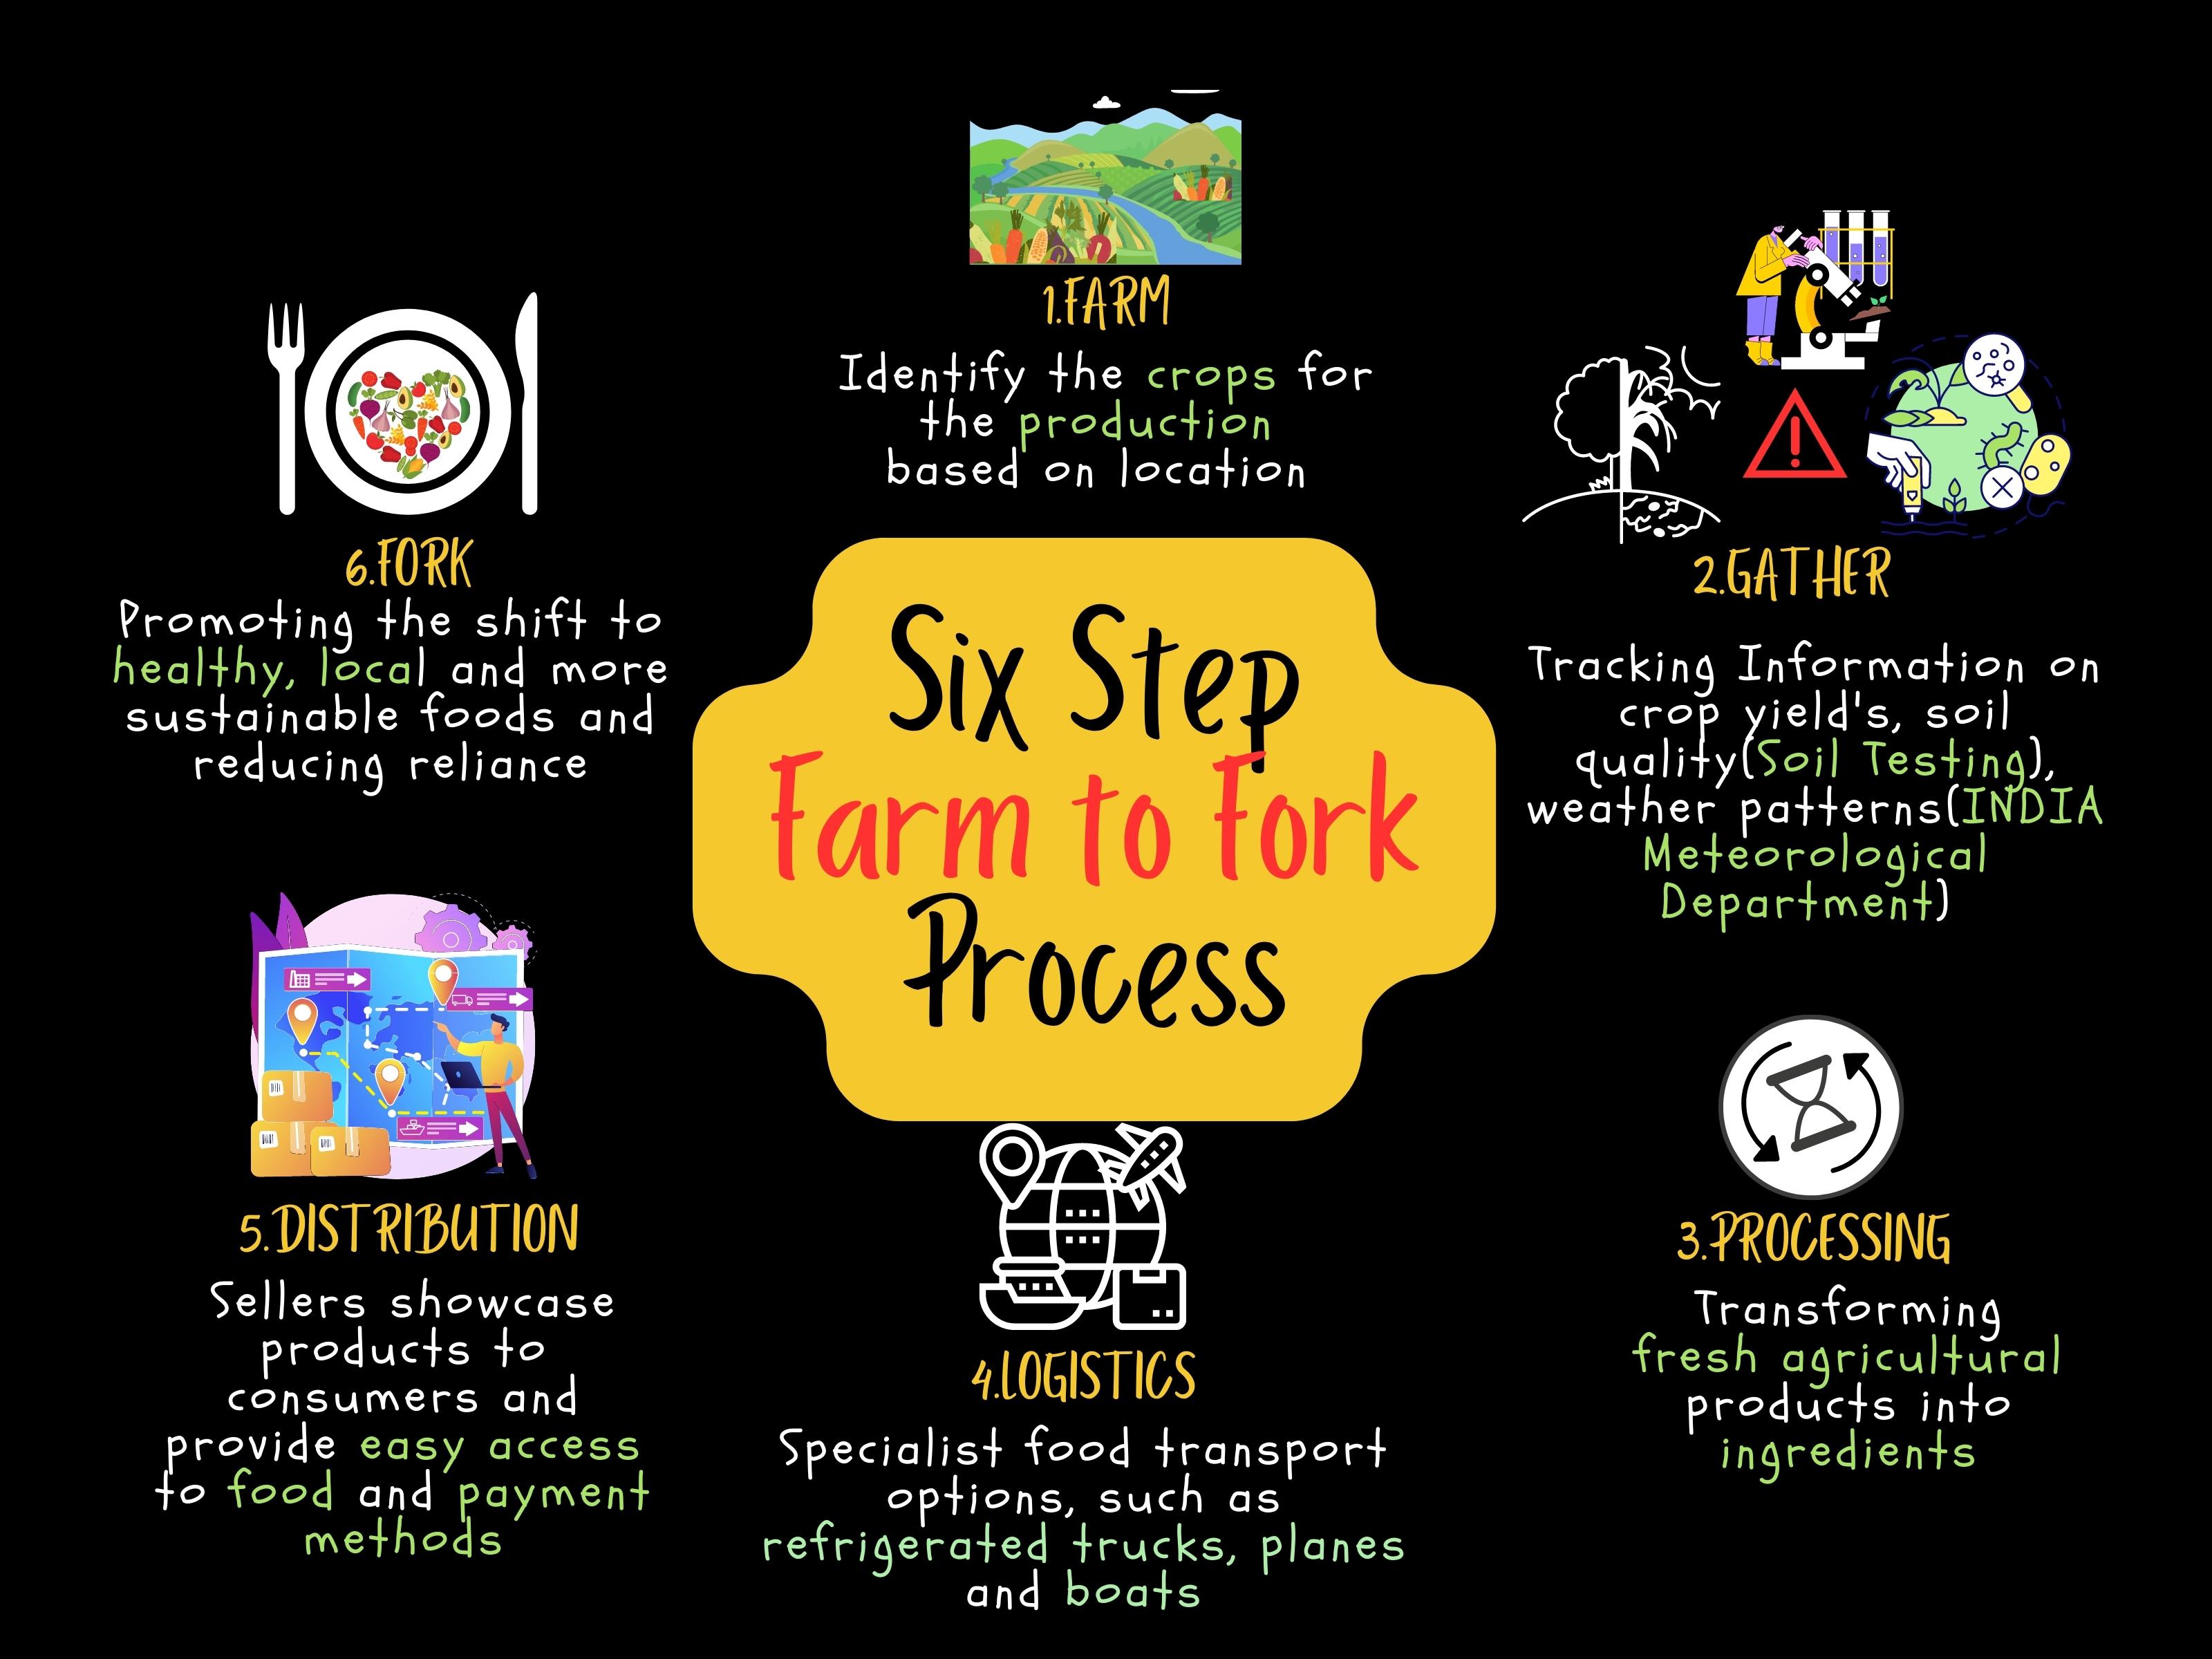 1.FARM
Identify the crops for
the production
based on location
2.GATHER
Tracking Information on
crop yield's, soil
quality(Soil Testing),
weather patterns(INDIA
Meteorological
Department)
3.PROCESSING
Transforming
fresh agricultural
products into
ingredients
4.LOGISTICS
Specialist food transport
options, such as
refrigerated trucks, planes
and boats
5.DISTRIBUTION
Sellers showcase
products to
consumers and
provide easy access
to food and payment
methods
6.FORK
Promoting the shift to
healthy, local and more
sustainable foods and
reducing reliance
Six Step
Farm to Fork
Process